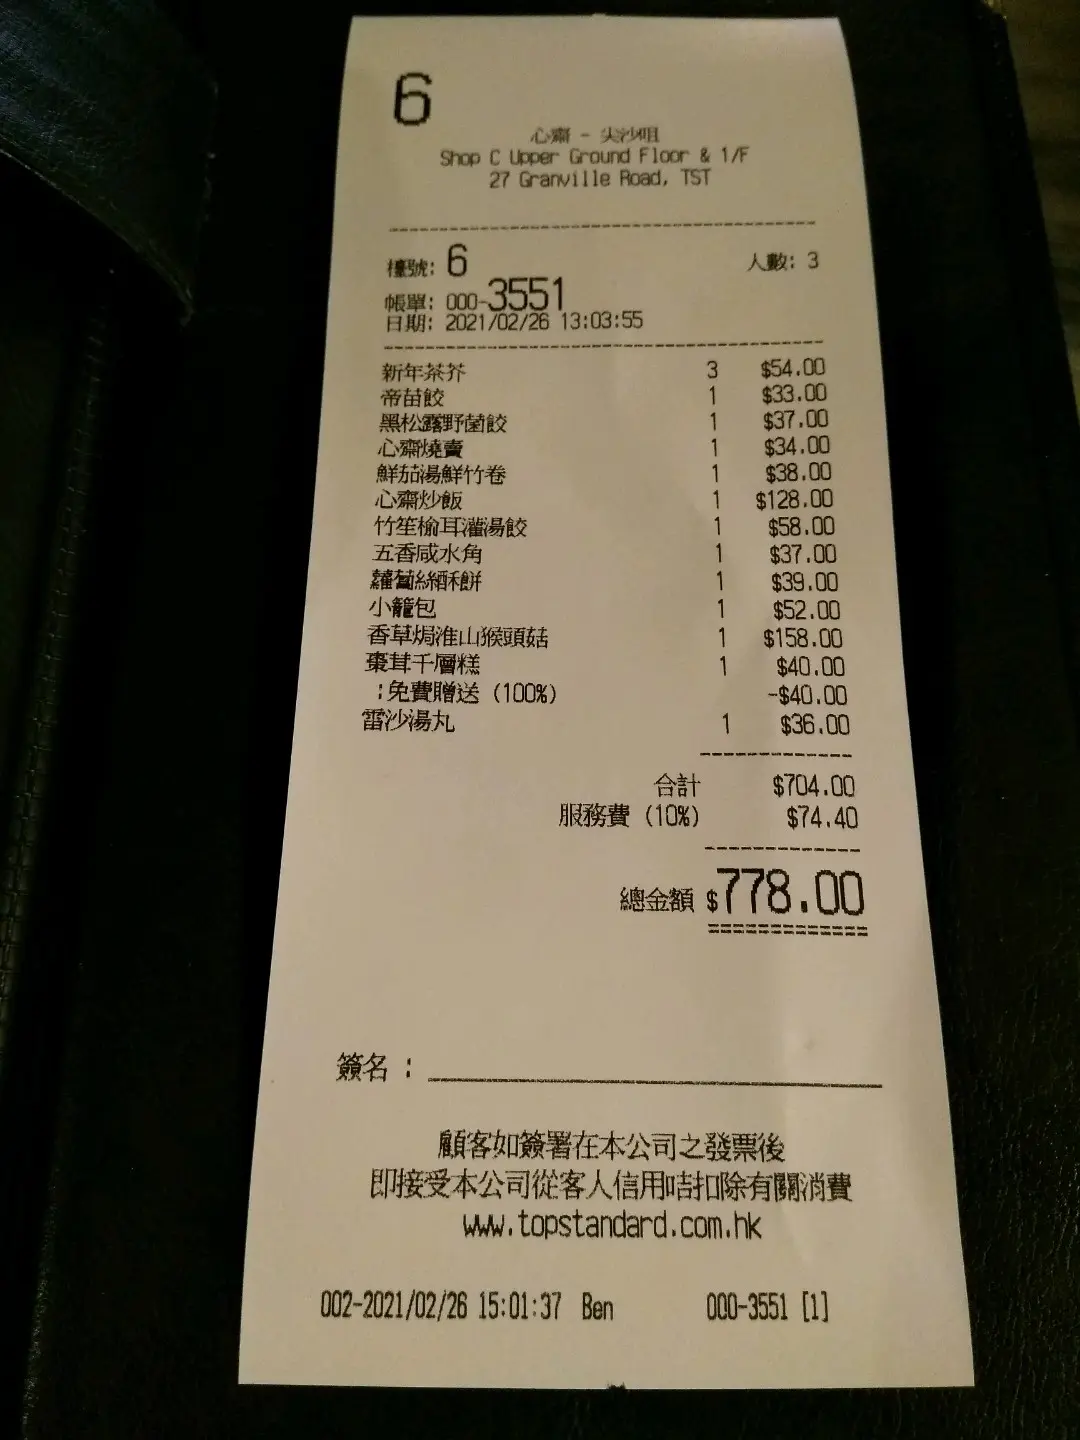 6
心齋 - 尖沙咀
Shop C Upper Ground Floor & 1/F
27 Granville Road, TST
檯號: 6 人數: 3
帳單: 000-3551
日期: 2021/02/26 13:03:55
新年茶芥 3 $54.00
帝苗餃 1 $33.00
黑松露野菌餃 1 $37.00
心齋燒賣 1 $34.00
鮮茄湯鮮竹卷 1 $38.00
心齋炒飯 1 $128.00
竹笙榆耳灌湯餃 1 $58.00
五香咸水角 1 $37.00
蘿蔔絲酥餅 1 $39.00
小籠包 1 $52.00
香草焗淮山猴頭菇 1 $158.00
棗茸千層糕 1 $40.00
:免費贈送 (100%) -$40.00
雷沙湯丸 1 $36.00
合計 $704.00
服務費 (10%) $74.40
總金額 $778.00
簽名 :
顧客如簽署在本公司之發票後
即接受本公司從客人信用咭扣除有關消費
www.topstandard.com.hk
002-2021/02/26 15:01:37 Ben 000-3551 [1]